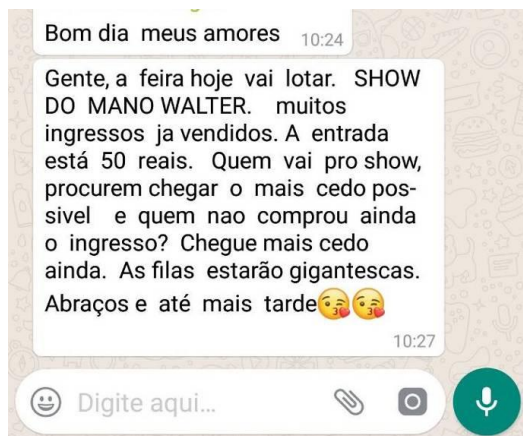 Bom dia meus amores 10:24
Gente, a feira hoje vai lotar. SHOW
DO MANO WALTER. muitos
ingressos ja vendidos. A entrada
está 50 reais. Quem vai pro show,
procurem chegar o mais cedo pos-
sivel e quem nao comprou ainda
o ingresso? Chegue mais cedo
ainda. As filas estarão gigantescas.
Abraços e até mais tarde😘😘
10:27
Digite aqui...